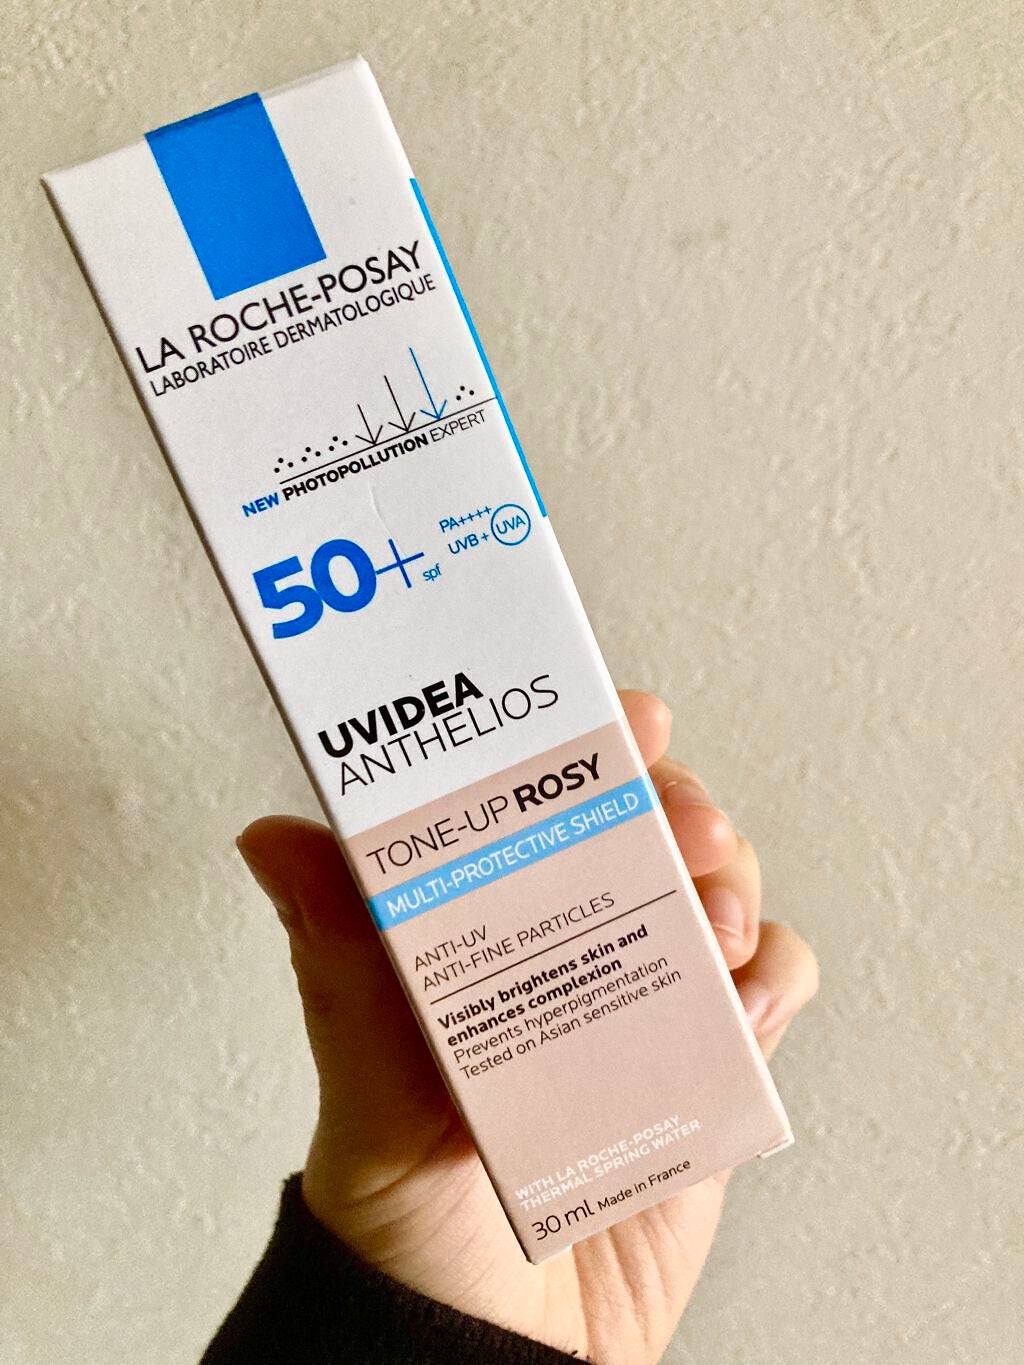 LA ROCHE-POSAY
LABORATOIRE DERMATOLOGIQUE
NEW PHOTOPOLLUTION EXPERT
50+ spf
PA++++
UVB + UVA
UVIDEA
ANTHELIOS
TONE-UP ROSY
MULTI-PROTECTIVE SHIELD
ANTI-UV
ANTI-FINE PARTICLES
Visibly brightens skin and
enhances complexion
Prevents hyperpigmentation
Tested on Asian sensitive skin
WITH LA ROCHE-POSAY
THERMAL SPRING WATER
30 ml Made in France